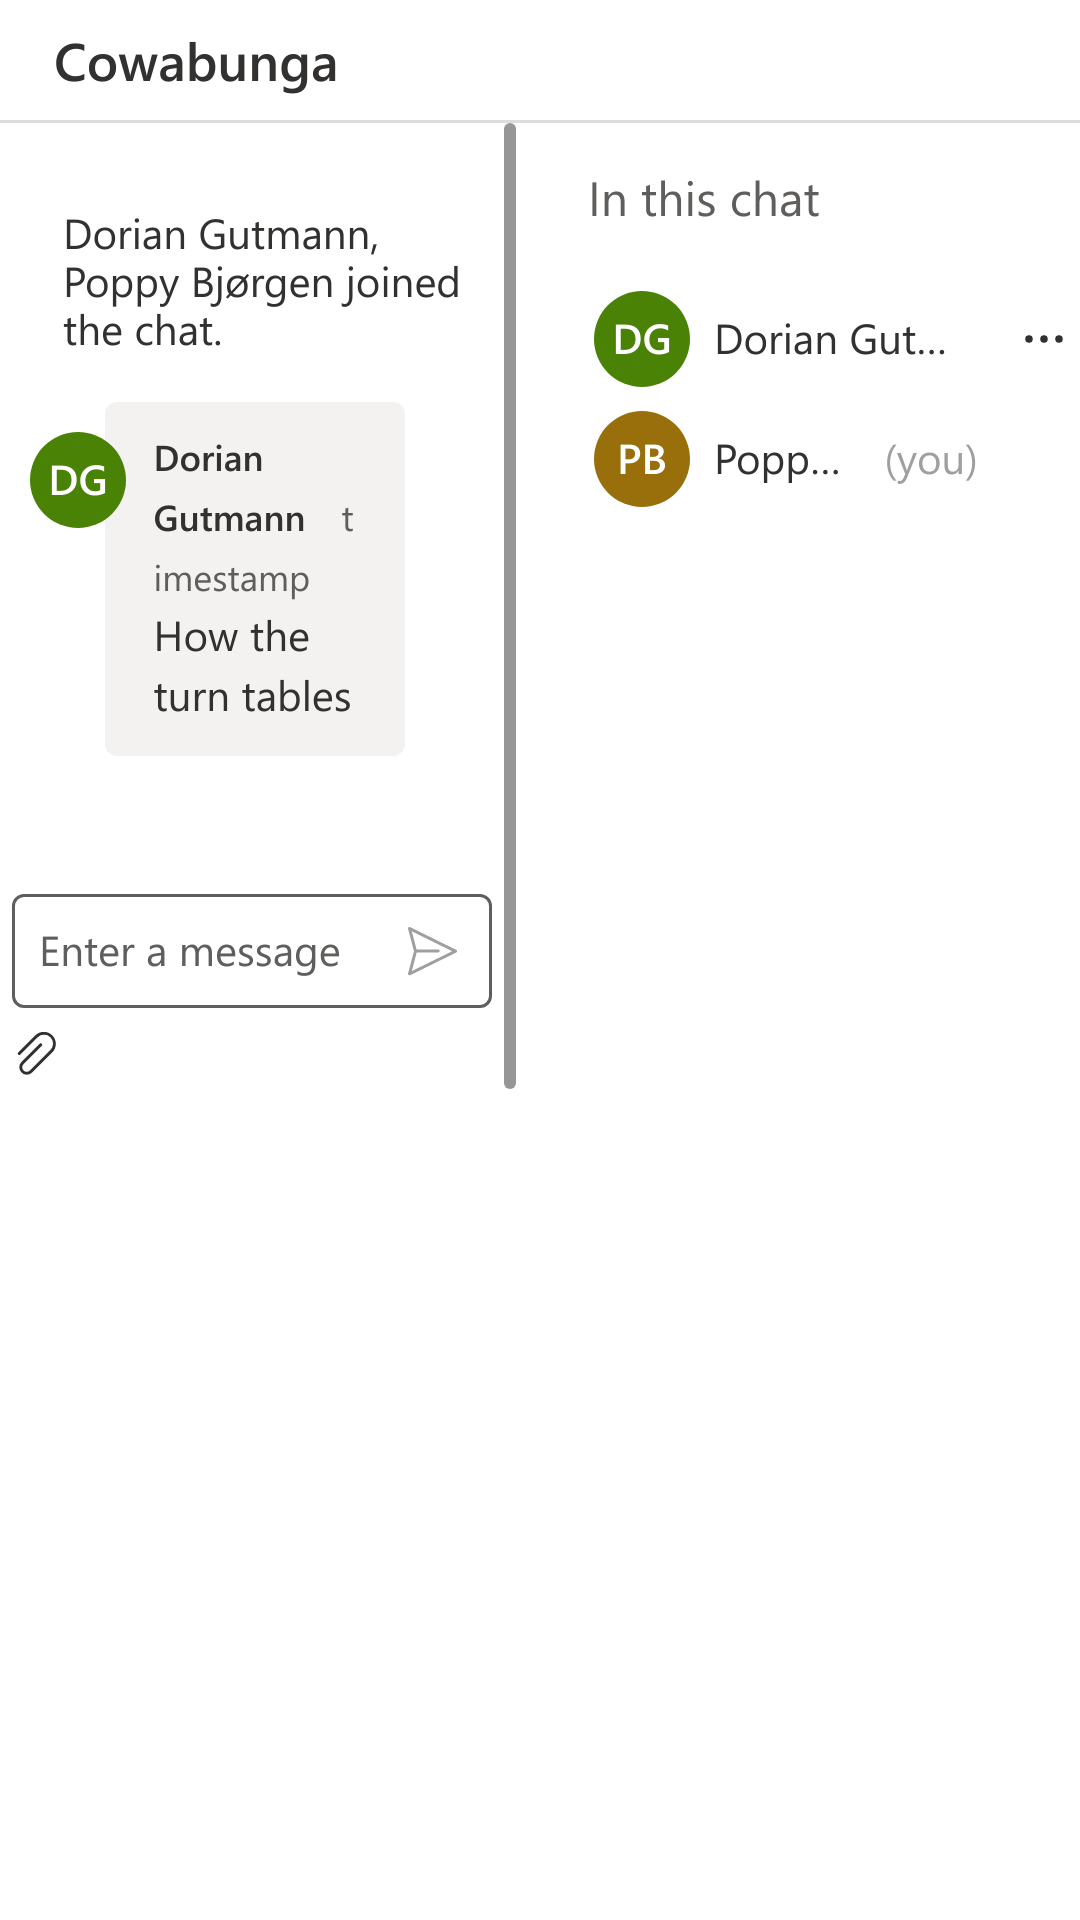 Cowabunga
Dorian Gutmann,
Poppy Bjørgen joined
the chat.
DG
Dorian
Gutmann t
imestamp
How the
turn tables
Enter a message
In this chat
DG Dorian Gut...
PB Popp... (you)